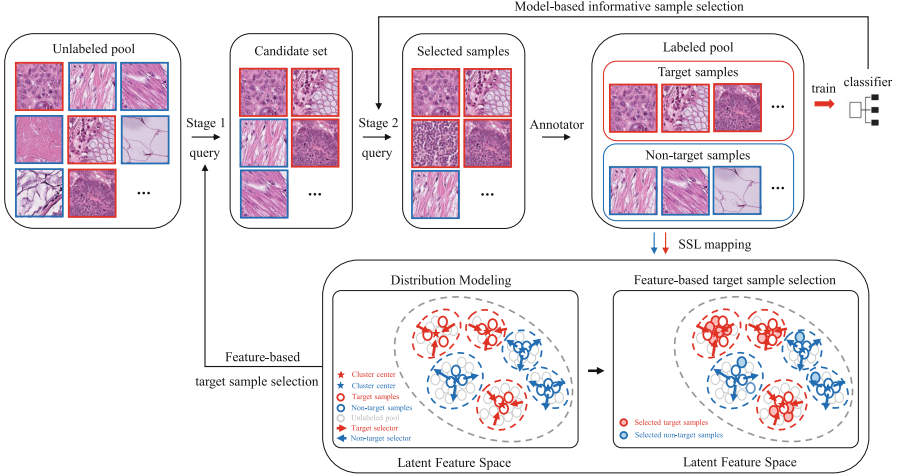 Model-based informative sample selection
Unlabeled pool
Candidate set
Selected samples
Labeled pool
Target samples
train
classifier
Stage 1
query
Stage 2
query
Annotator
Non-target samples
...
...
...
...
...
SSL mapping
Distribution Modeling
Feature-based target sample selection
Feature-based
target sample selection
Cluster center
Cluster center
Target samples
Non-target samples
Unlabeled pool
Target selector
Non-target selector
Selected target samples
Selected non-target samples
Latent Feature Space
Latent Feature Space